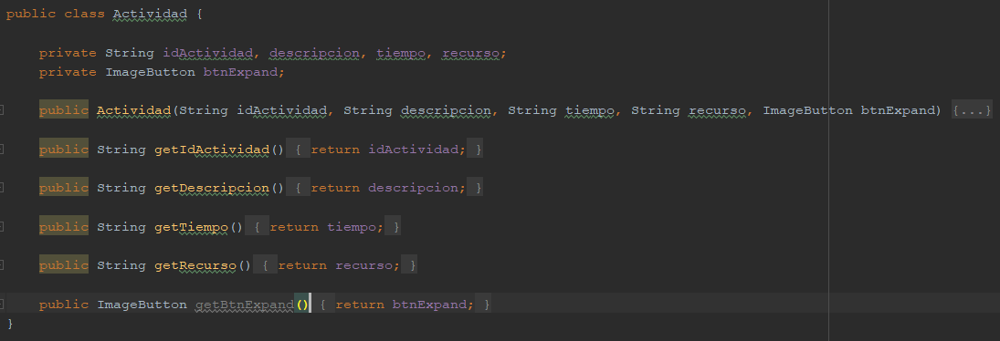 public class Actividad {
private String idActividad, descripcion, tiempo, recurso;
private ImageButton btnExpand;
public Actividad(String idActividad, String descripcion, String tiempo, String recurso, ImageButton btnExpand) {...}
public String getIdActividad() { return idActividad; }
public String getDescripcion() { return descripcion; }
public String getTiempo() { return tiempo; }
public String getRecurso() { return recurso; }
public ImageButton getBtnExpand() { return btnExpand; }
}